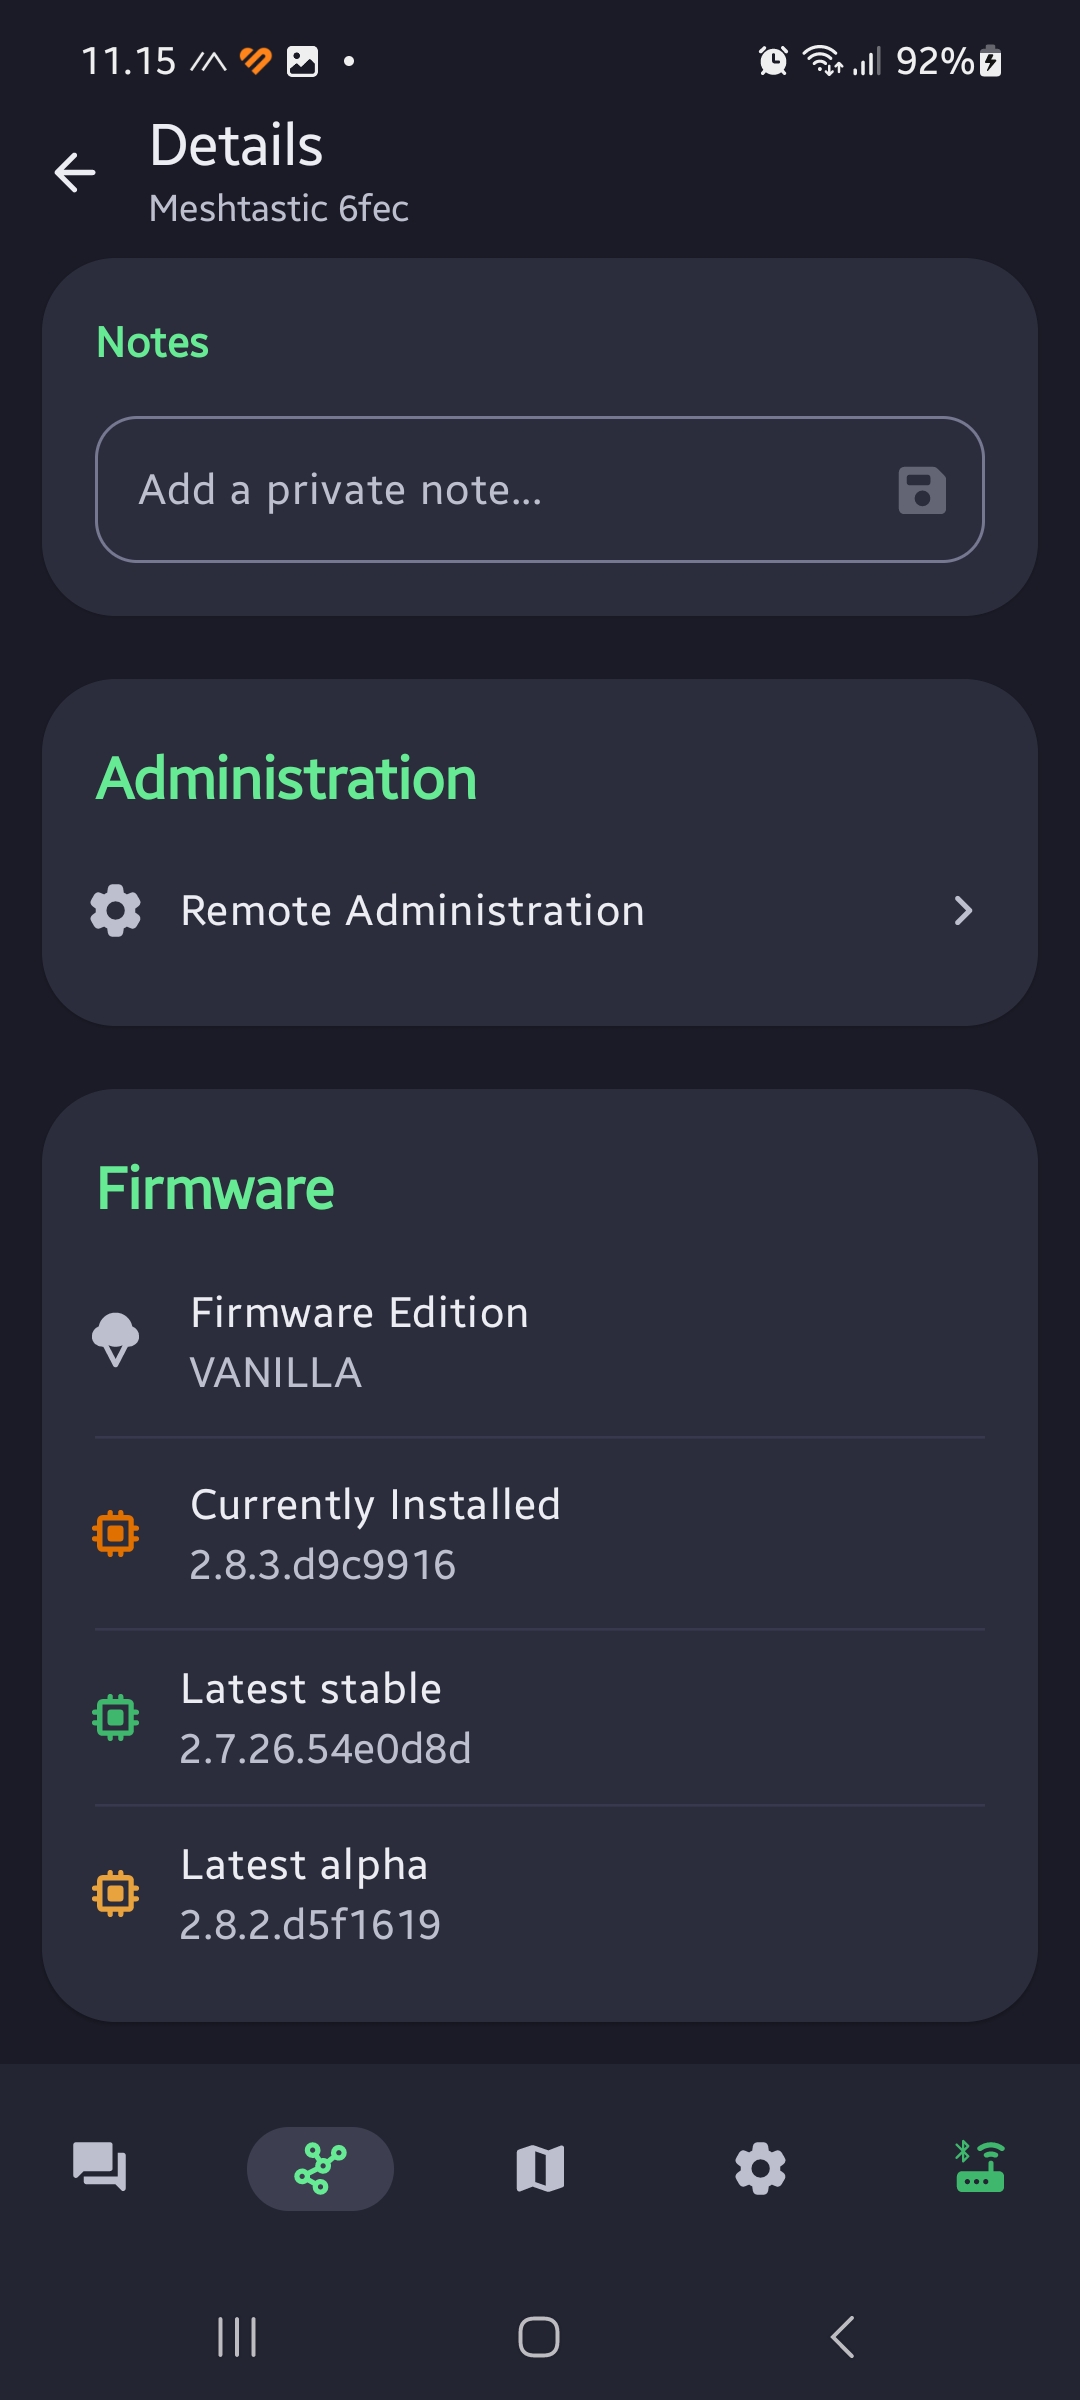 11.15
92%
Details
Meshtastic 6fec
Notes
Add a private note...
Administration
Remote Administration
Firmware
Firmware Edition
VANILLA
Currently Installed
2.8.3.d9c9916
Latest stable
2.7.26.54e0d8d
Latest alpha
2.8.2.d5f1619